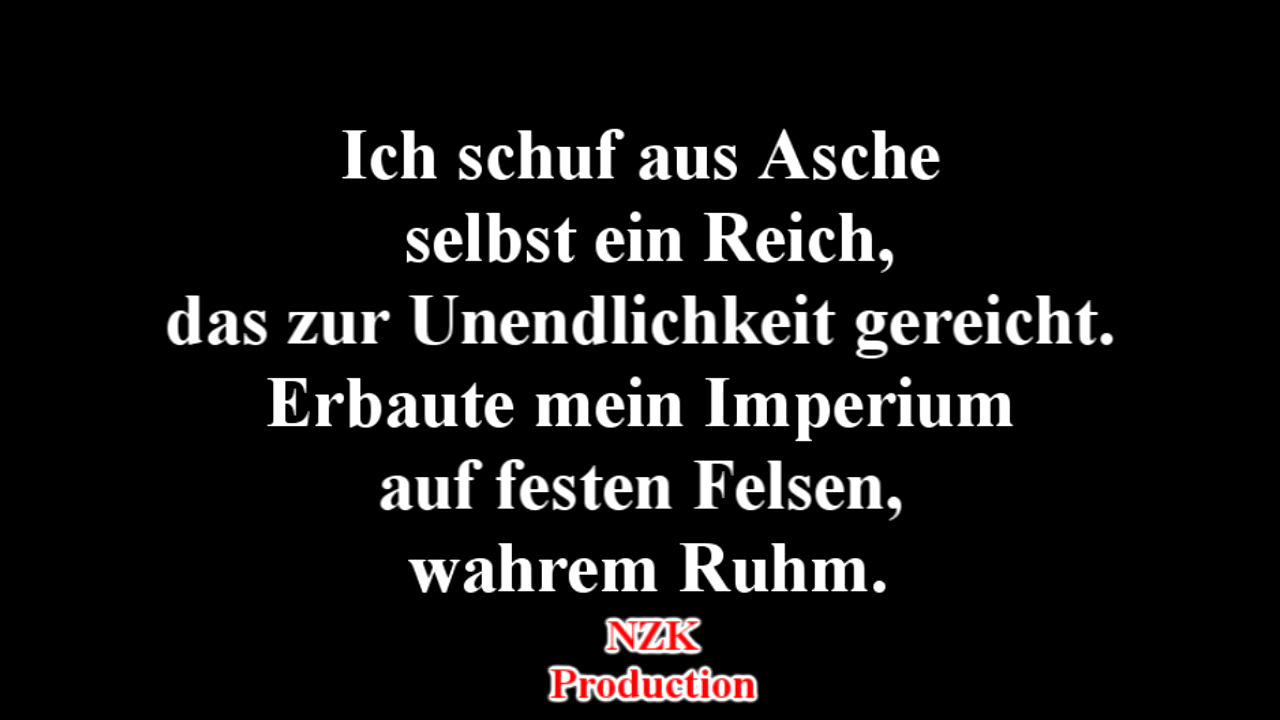 Ich schuf aus Asche
selbst ein Reich,
das zur Unendlichkeit gereicht.
Erbaute mein Imperium
auf festen Felsen,
wahrem Ruhm.
NZK
Production